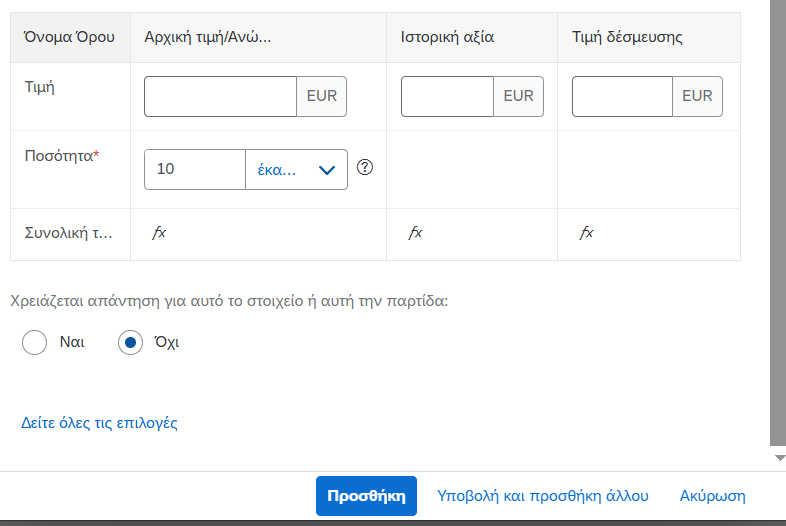 Όνομα Όρου Αρχική τιμή/Ανώ... Ιστορική αξία Τιμή δέσμευσης
Τιμή EUR EUR EUR
Ποσότητα* 10 έκα... ?
Συνολική τ... fx fx fx
Χρειάζεται απάντηση για αυτό το στοιχείο ή αυτή την παρτίδα:
Ναι Όχι
Δείτε όλες τις επιλογές
Προσθήκη Υποβολή και προσθήκη άλλου Ακύρωση